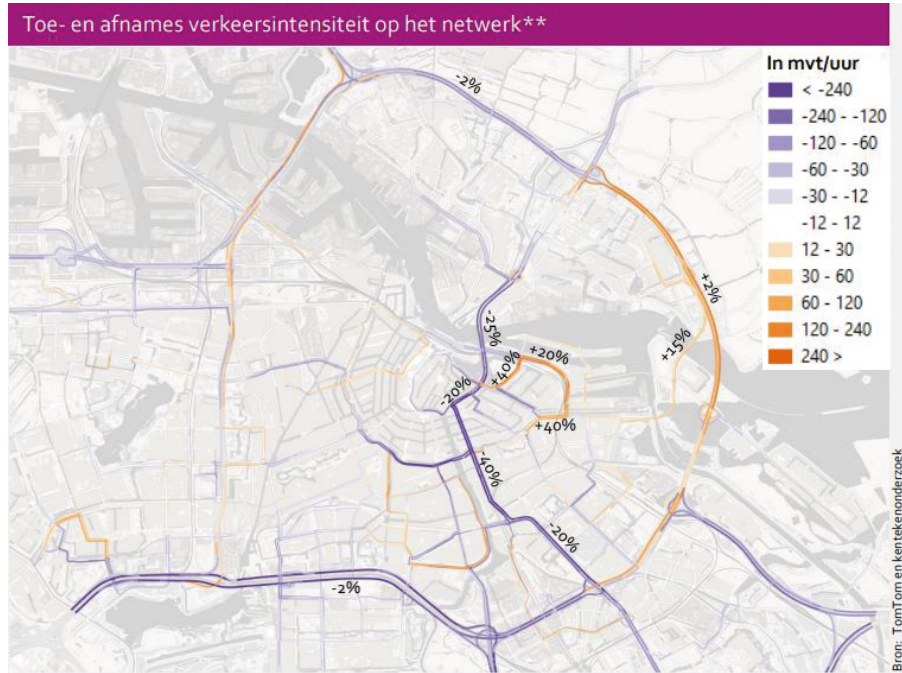 Toe- en afnames verkeersintensiteit op het netwerk**
In mvt/uur
< -240
-240 - -120
-120 - -60
-60 - -30
-30 - -12
-12 - 12
12 - 30
30 - 60
60 - 120
120 - 240
240 >
-2%
+2%
-25%
+15%
+20%
+40%
-20%
+40%
-40%
-20%
-2%
Bron: TomTom en kentekenonderzoek